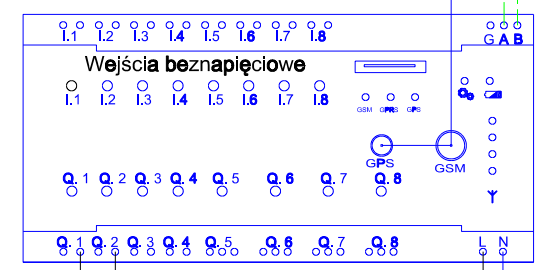 I.1 I.2 I.3 I.4 I.5 I.6 I.7 I.8 G A B
Wejścia beznapięciowe
I.1 I.2 I.3 I.4 I.5 I.6 I.7 I.8
GSM GPRS GPS
GPS GSM
Q. 1 Q. 2 Q. 3 Q. 4 Q. 5 Q. 6 Q. 7 Q. 8
Q. 1 Q. 2 Q. 3 Q. 4 Q. 5 Q. 6 Q. 7 Q. 8 L N